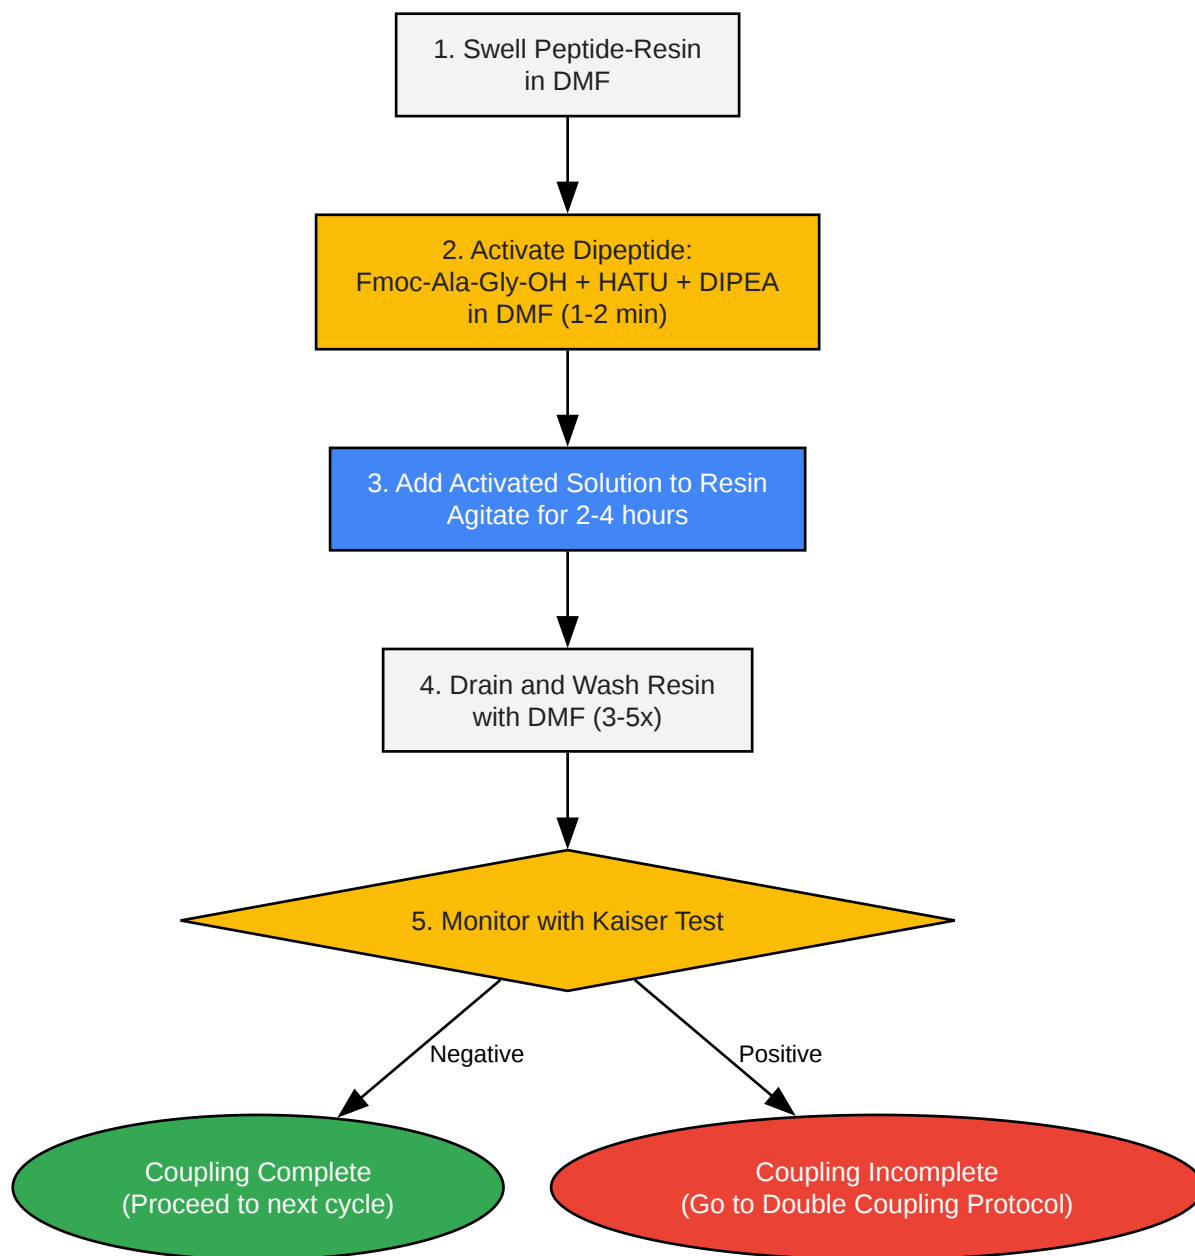 1. Swell Peptide-Resin
in DMF
2. Activate Dipeptide:
Fmoc-Ala-Gly-OH + HATU + DIPEA
in DMF (1-2 min)
3. Add Activated Solution to Resin
Agitate for 2-4 hours
4. Drain and Wash Resin
with DMF (3-5x)
5. Monitor with Kaiser Test
Negative
Positive
Coupling Complete
(Proceed to next cycle)
Coupling Incomplete
(Go to Double Coupling Protocol)